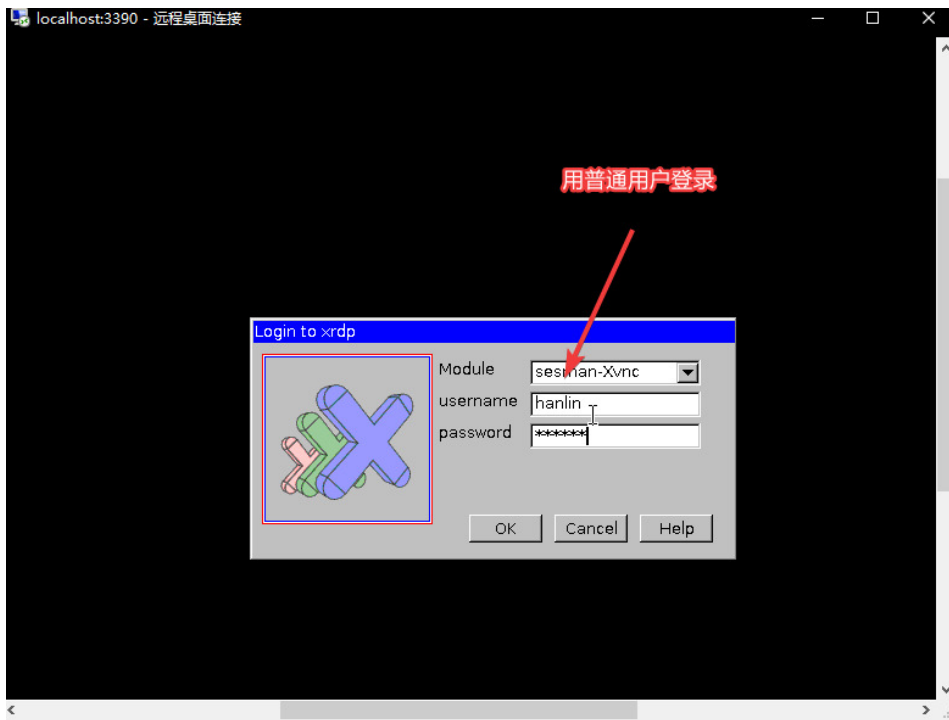 localhost:3390 - 远程桌面连接
用普通用户登录
Login to xrdp
Module
sesman-Xvnc
username
hanlin
password
******
OK
Cancel
Help